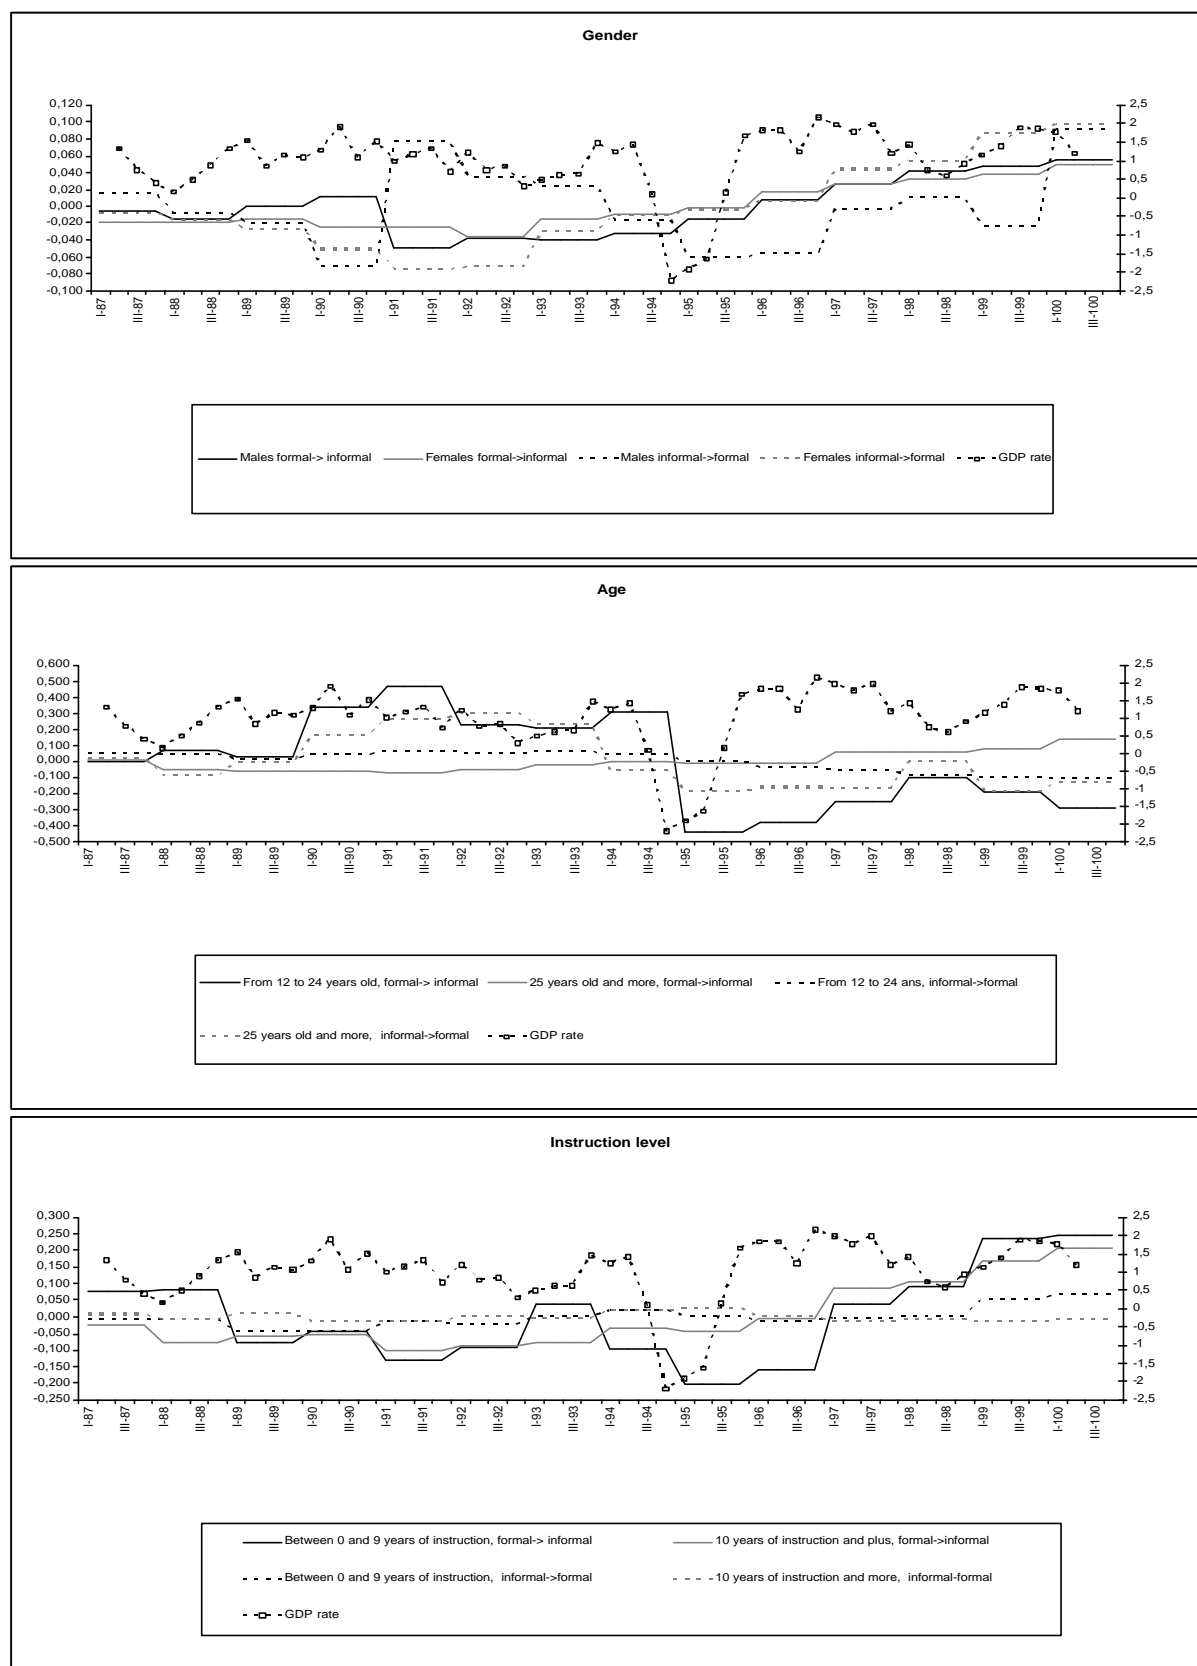 Gender
0,120
0,100
0,080
0,060
0,040
0,020
0,000
-0,020
-0,040
-0,060
-0,080
-0,100
2,5
2
1,5
1
0,5
0
-0,5
-1
-1,5
-2
-2,5
I-87
III-87
I-88
III-88
I-89
III-89
I-90
III-90
I-91
III-91
I-92
III-92
I-93
III-93
I-94
III-94
I-95
III-95
I-96
III-96
I-97
III-97
I-98
III-98
I-99
III-99
I-100
III-100
Males formal-> informal Females formal->informal Males informal->formal Females informal->formal GDP rate
Age
0,600
0,500
0,400
0,300
0,200
0,100
0,000
-0,100
-0,200
-0,300
-0,400
-0,500
2,5
2
1,5
1
0,5
0
-0,5
-1
-1,5
-2
-2,5
I-87
III-87
I-88
III-88
I-89
III-89
I-90
III-90
I-91
III-91
I-92
III-92
I-93
III-93
I-94
III-94
I-95
III-95
I-96
III-96
I-97
III-97
I-98
III-98
I-99
III-99
I-100
III-100
From 12 to 24 years old, formal-> informal 25 years old and more, formal->informal From 12 to 24 ans, informal->formal
25 years old and more, informal->formal GDP rate
Instruction level
0,300
0,250
0,200
0,150
0,100
0,050
0,000
-0,050
-0,100
-0,150
-0,200
-0,250
2,5
2
1,5
1
0,5
0
-0,5
-1
-1,5
-2
-2,5
I-87
III-87
I-88
III-88
I-89
III-89
I-90
III-90
I-91
III-91
I-92
III-92
I-93
III-93
I-94
III-94
I-95
III-95
I-96
III-96
I-97
III-97
I-98
III-98
I-99
III-99
I-100
III-100
Between 0 and 9 years of instruction, formal-> informal 10 years of instruction and plus, formal->informal
Between 0 and 9 years of instruction, informal->formal 10 years of instruction and more, informal-formal
GDP rate